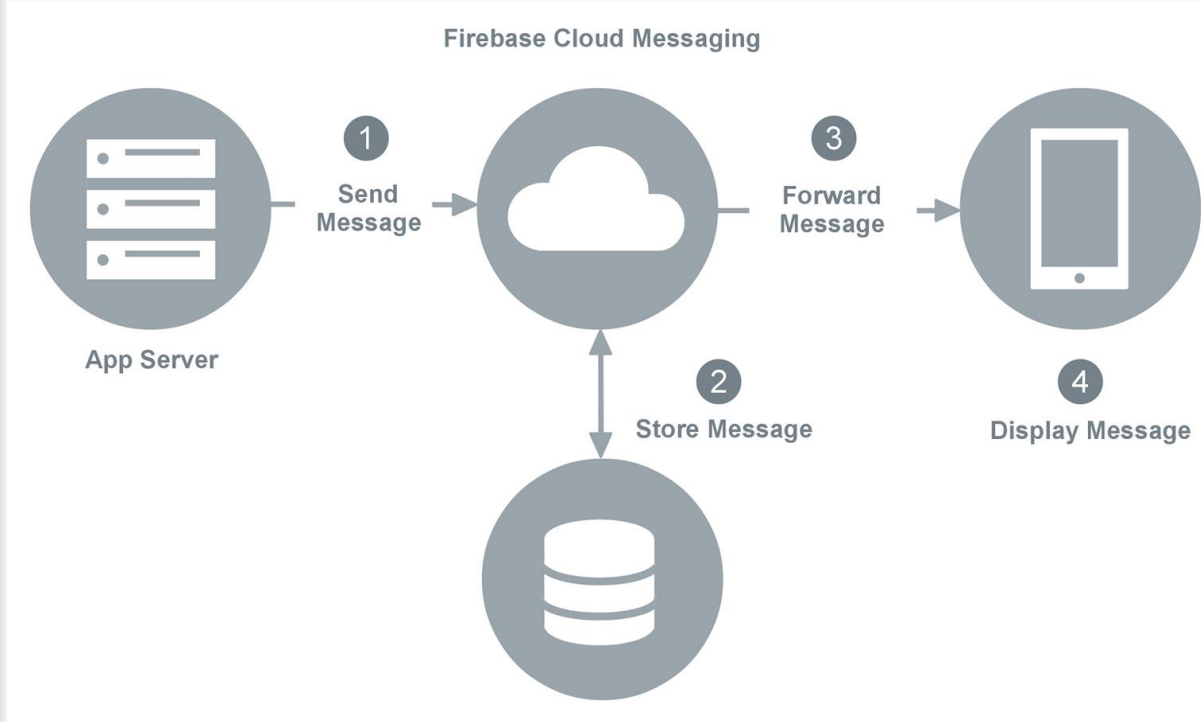 Firebase Cloud Messaging
1
Send
Message
3
Forward
Message
App Server
2
Store Message
4
Display Message